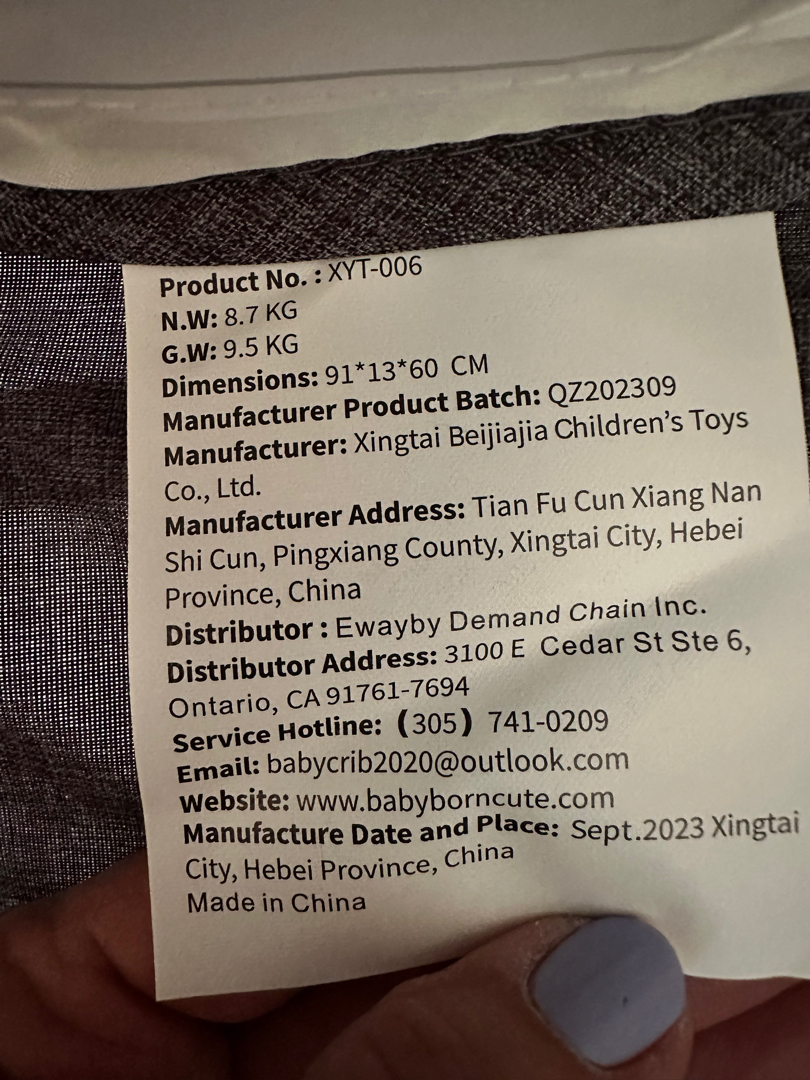 Product No. : XYT-006
N.W: 8.7 KG
G.W: 9.5 KG
Dimensions: 91*13*60 CM
Manufacturer Product Batch: QZ202309
Manufacturer: Xingtai Beijiajia Children’s Toys
Co., Ltd.
Manufacturer Address: Tian Fu Cun Xiang Nan
Shi Cun, Pingxiang County, Xingtai City, Hebei
Province, China
Distributor : Ewayby Demand Chain Inc.
Distributor Address: 3100 E Cedar St Ste 6,
Ontario, CA 91761-7694
Service Hotline: (305) 741-0209
Email: babycrib2020@outlook.com
Website: www.babyborncute.com
Manufacture Date and Place: Sept.2023 Xingtai
City, Hebei Province, China
Made in China